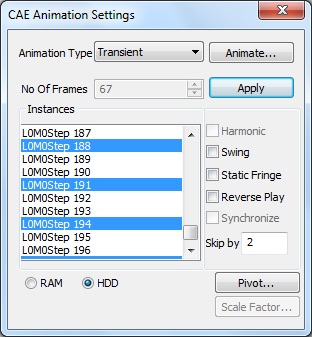 CAE Animation Settings
Animation Type Transient Animate...
No Of Frames 67 Apply
Instances
L0M0Step 187
L0M0Step 188
L0M0Step 189
L0M0Step 190
L0M0Step 191
L0M0Step 192
L0M0Step 193
L0M0Step 194
L0M0Step 195
L0M0Step 196
Harmonic
Swing
Static Fringe
Reverse Play
Synchronize
Skip by 2
RAM HDD Pivot...
Scale Factor...